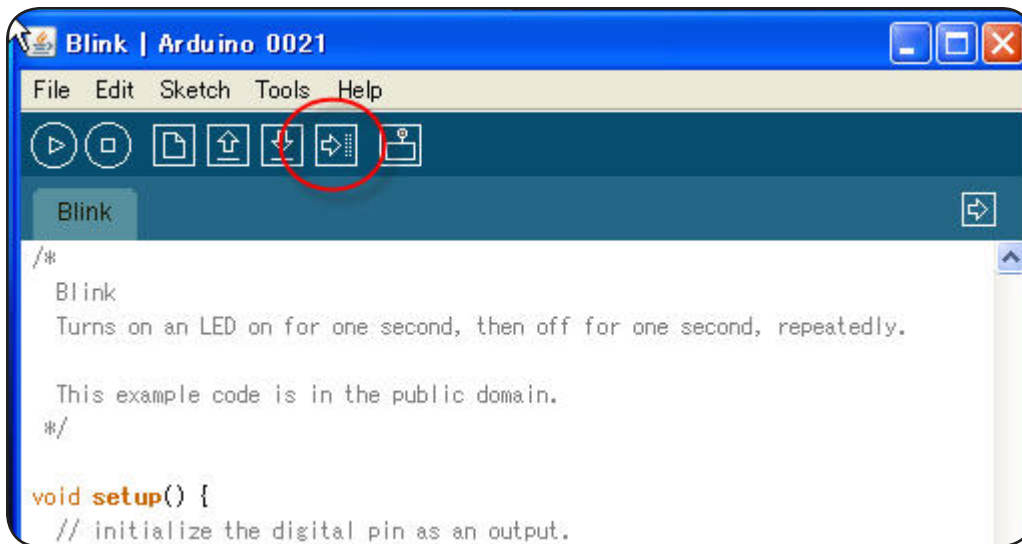 Blink | Arduino 0021
File Edit Sketch Tools Help
Blink
/*
Blink
Turns on an LED on for one second, then off for one second, repeatedly.
This example code is in the public domain.
*/
void setup() {
// initialize the digital pin as an output.